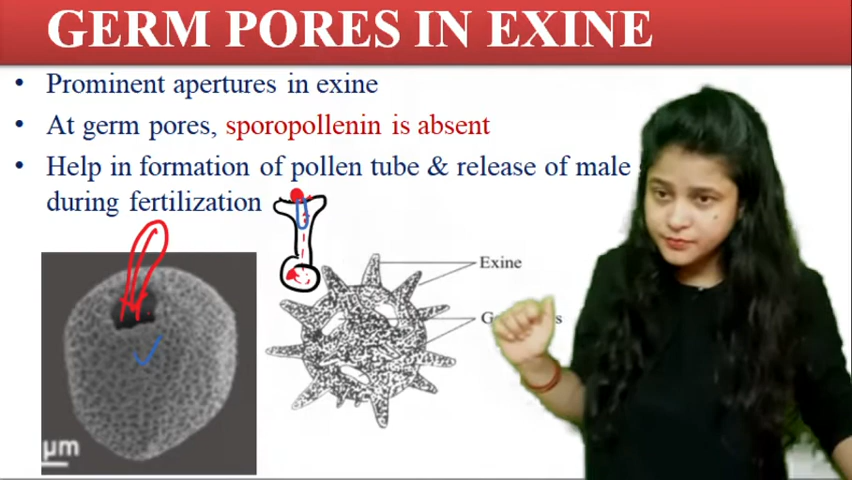 GERM PORES IN EXINE
• Prominent apertures in exine
• At germ pores, sporopollenin is absent
• Help in formation of pollen tube & release of male
during fertilization
Exine
µm